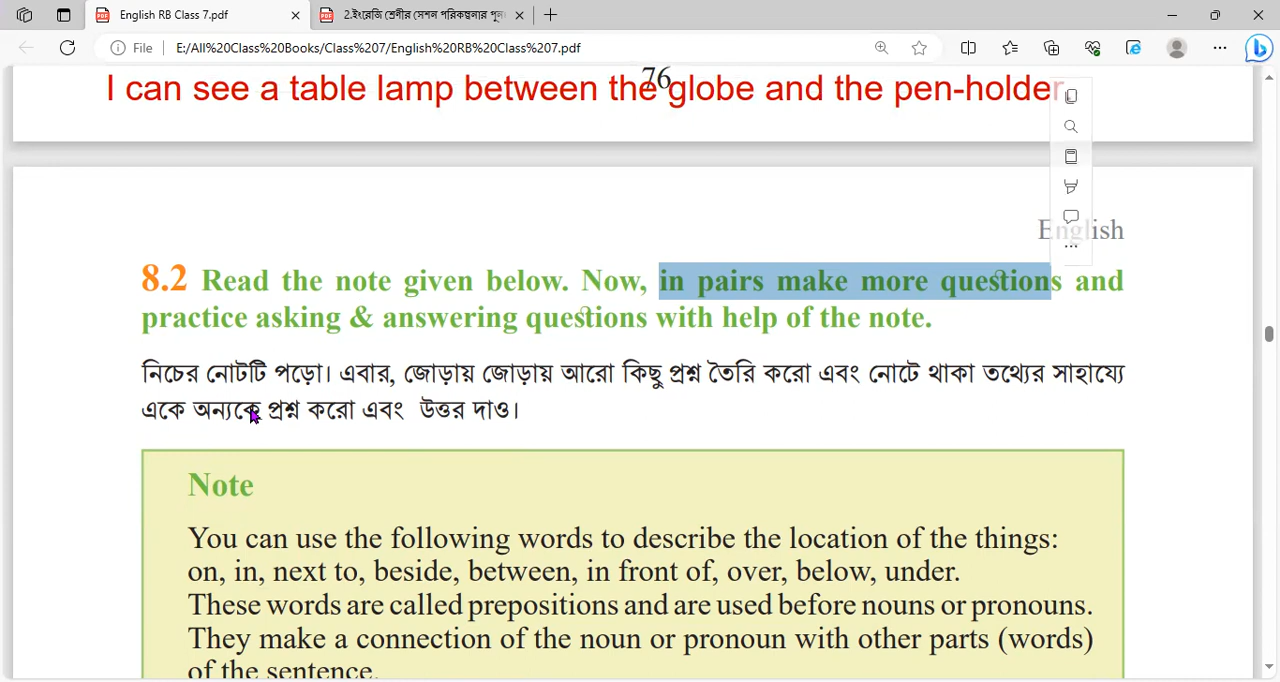 English RB Class 7.pdf
2.ইংরেজি শ্রেণীর সেশন পরিকল্পনার পুন
File
E:/All%20Class%20Books/Class%207/English%20RB%20Class%207.pdf
76
I can see a table lamp between the globe and the pen-holder
English
8.2 Read the note given below. Now, in pairs make more questions and
practice asking & answering questions with help of the note.
নিচের নোটটি পড়ো। এবার, জোড়ায় জোড়ায় আরো কিছু প্রশ্ন তৈরি করো এবং নোটে থাকা তথ্যের সাহায্যে
একে অন্যকে প্রশ্ন করো এবং উত্তর দাও।
Note
You can use the following words to describe the location of the things:
on, in, next to, beside, between, in front of, over, below, under.
These words are called prepositions and are used before nouns or pronouns.
They make a connection of the noun or pronoun with other parts (words)
of the sentence.